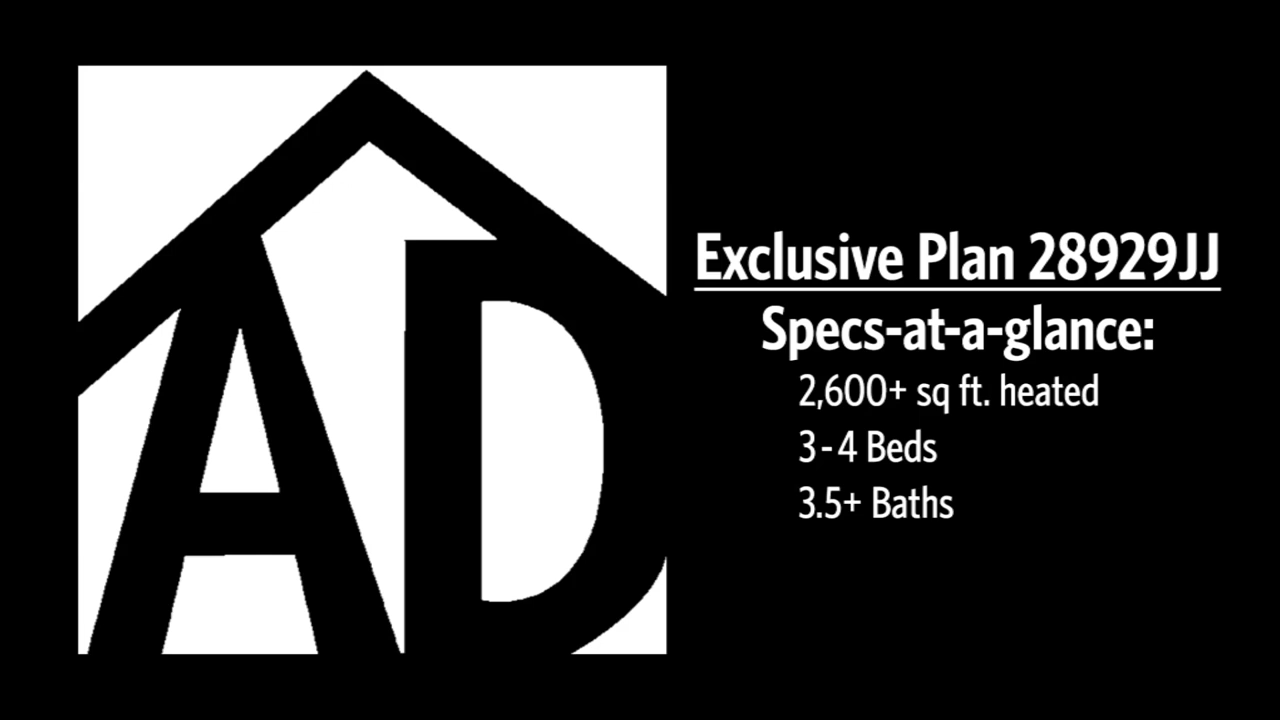 AD
Exclusive Plan 28929JJ
Specs-at-a-glance:
2,600+ sq ft. heated
3-4 Beds
3.5+ Baths